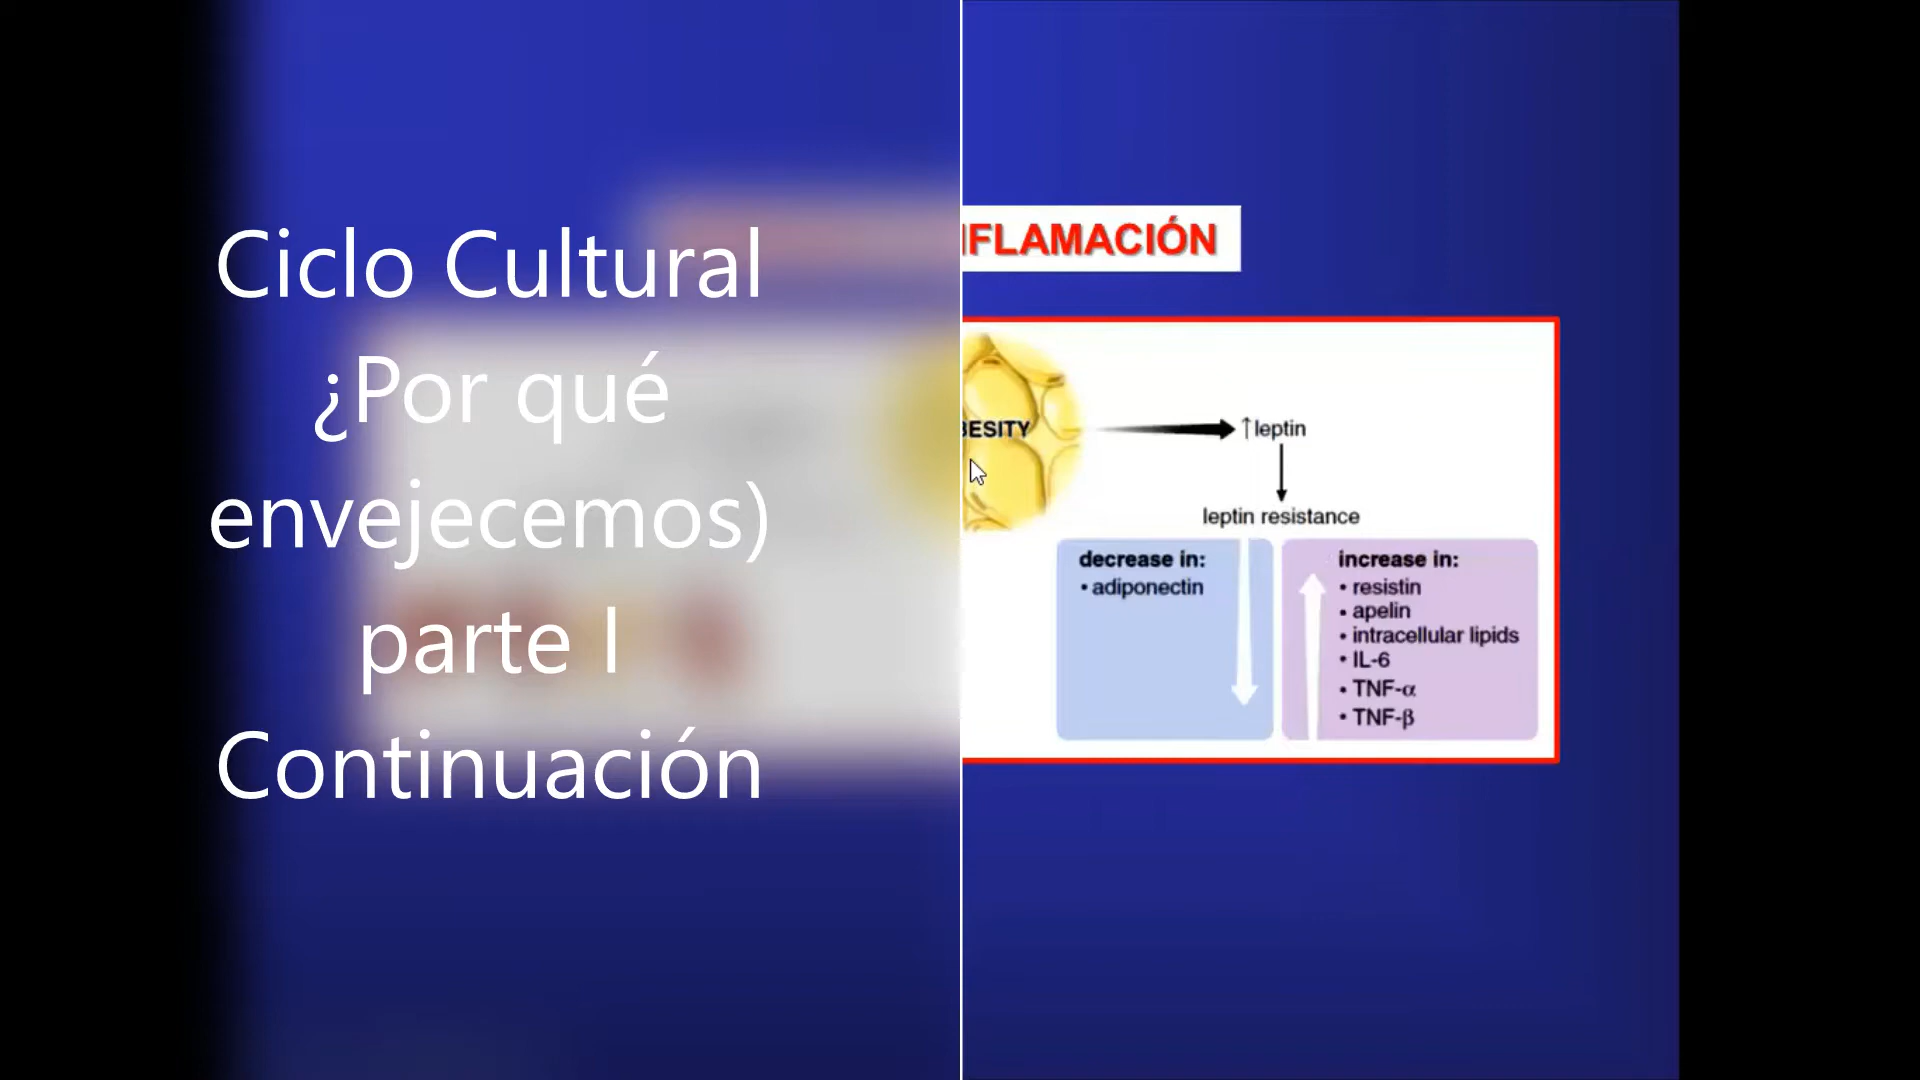 Ciclo Cultural
¿Por qué
envejecemos)
parte I
Continuación
NFLAMACIÓN
BESITY
↑leptin
leptin resistance
decrease in:
• adiponectin
increase in:
• resistin
• apelin
• intracellular lipids
• IL-6
• TNF-α
• TNF-β